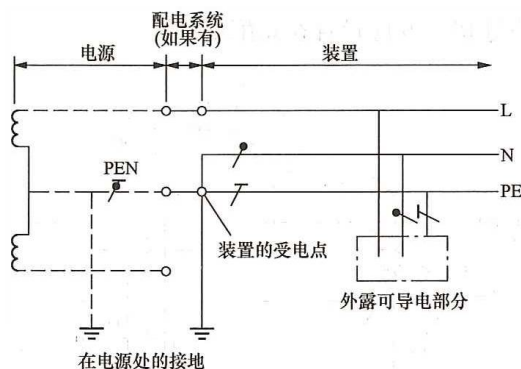 配电系统
(如果有)
电源
装置
L
PEN
N
PE
装置的受电点
外露可导电部分
在电源处的接地